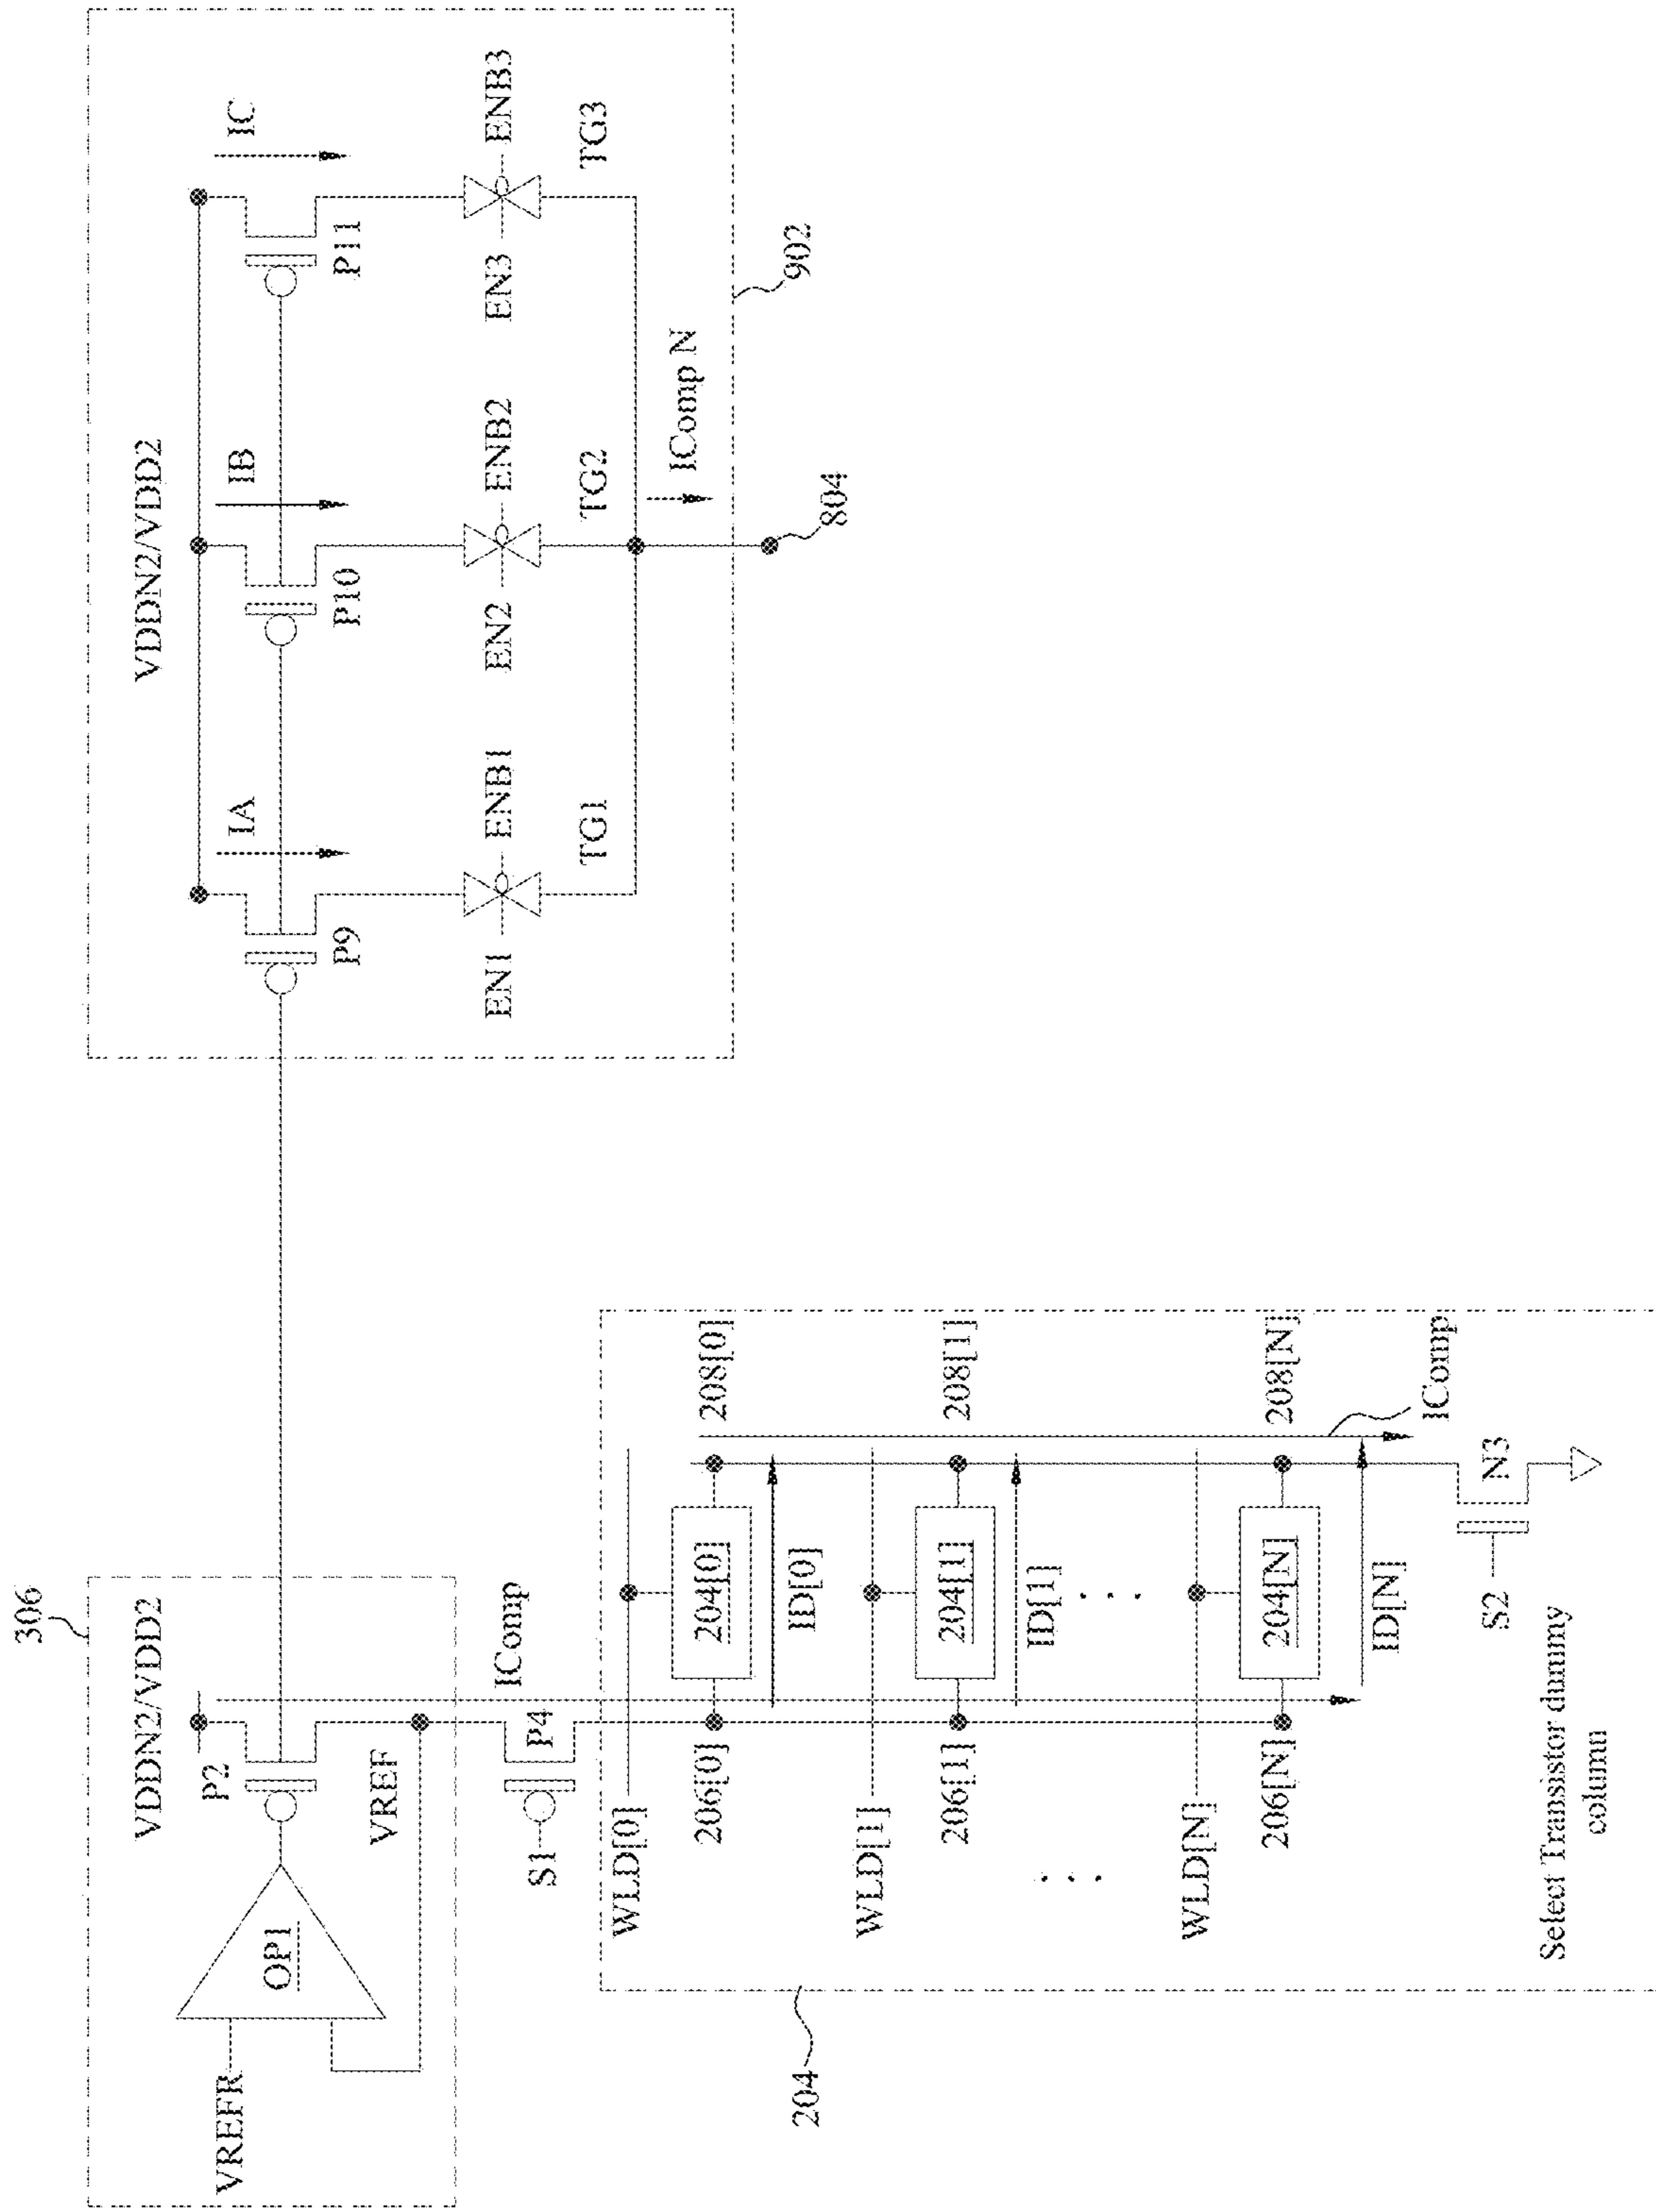 306
VDDN2/VDD2
P2
OP1
VREFR
VREF
ICompP
S1
P4
WLD[0]
206[0]
204[0]
208[0]
ID[0]
WLD[1]
206[1]
204[1]
208[1]
ID[1]
. . .
. . .
WLD[N]
206[N]
204[N]
208[N]
ID[N]
IComp
S2
N3
Select Transistor dummy
column
204
VDDN2/VDD2
IA
IB
IC
P9
P10
P11
EN1
ENB1
EN2
ENB2
EN3
ENB3
TG1
TG2
TG3
IComp N
804
902